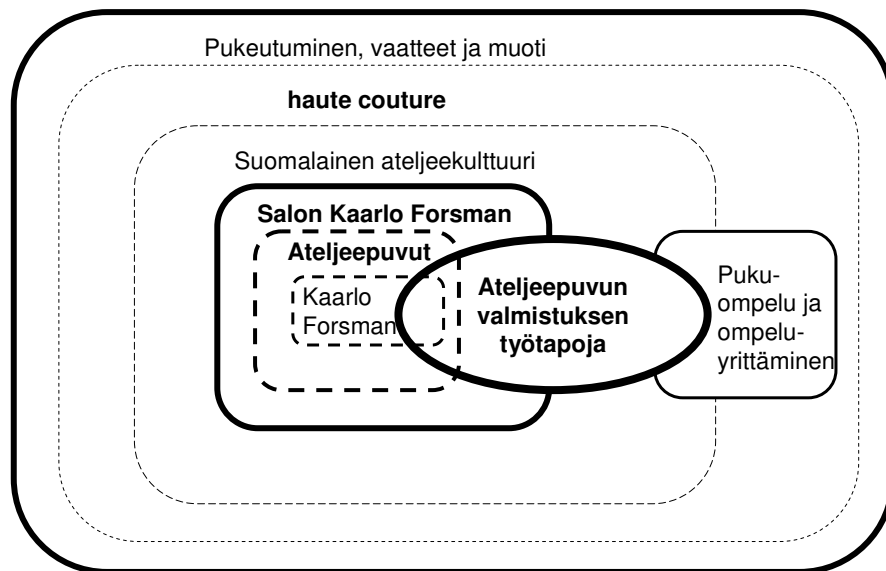 Pukeutuminen, vaatteet ja muoti
haute couture
Suomalainen ateljeekulttuuri
Salon Kaarlo Forsman
Ateljeepuvut
Kaarlo
Forsman
Ateljeepuvun
valmistuksen
työtapoja
Puku-
ompelu ja
ompelu-
yrittäminen